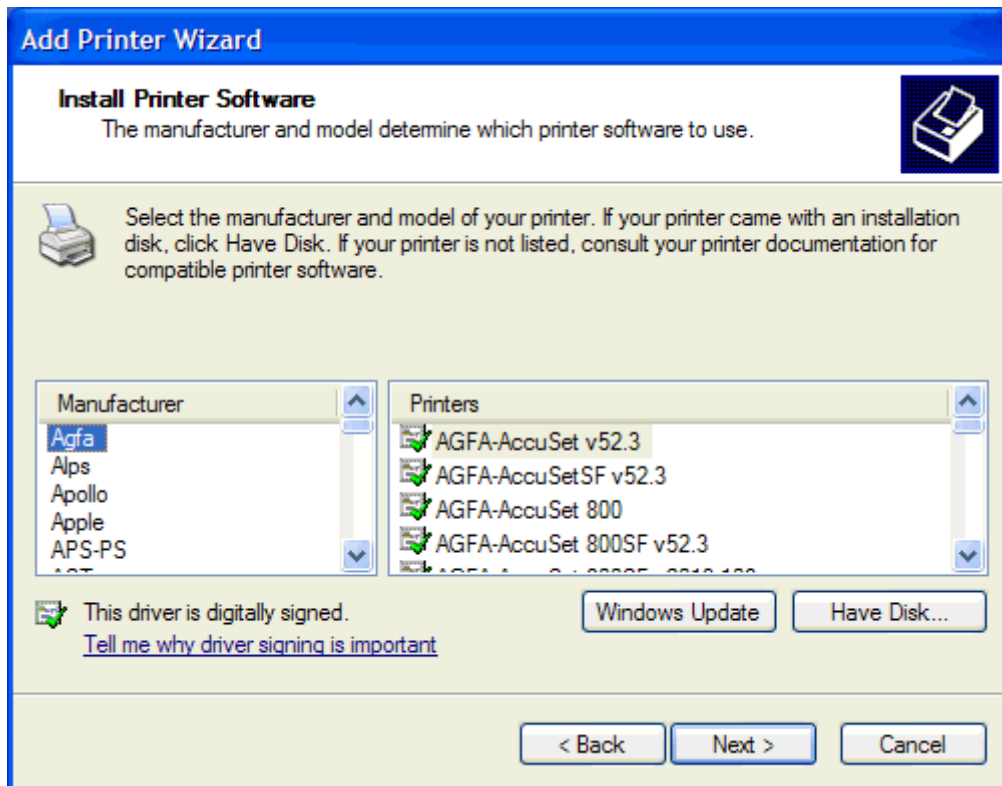 Add Printer Wizard
Install Printer Software
The manufacturer and model determine which printer software to use.
Select the manufacturer and model of your printer. If your printer came with an installation
disk, click Have Disk. If your printer is not listed, consult your printer documentation for
compatible printer software.
Manufacturer
Agfa
Alps
Apollo
Apple
APS-PS
Printers
AGFA-AccuSet v52.3
AGFA-AccuSetSF v52.3
AGFA-AccuSet 800
AGFA-AccuSet 800SF v52.3
This driver is digitally signed.
Tell me why driver signing is important
Windows Update
Have Disk...
< Back
Next >
Cancel